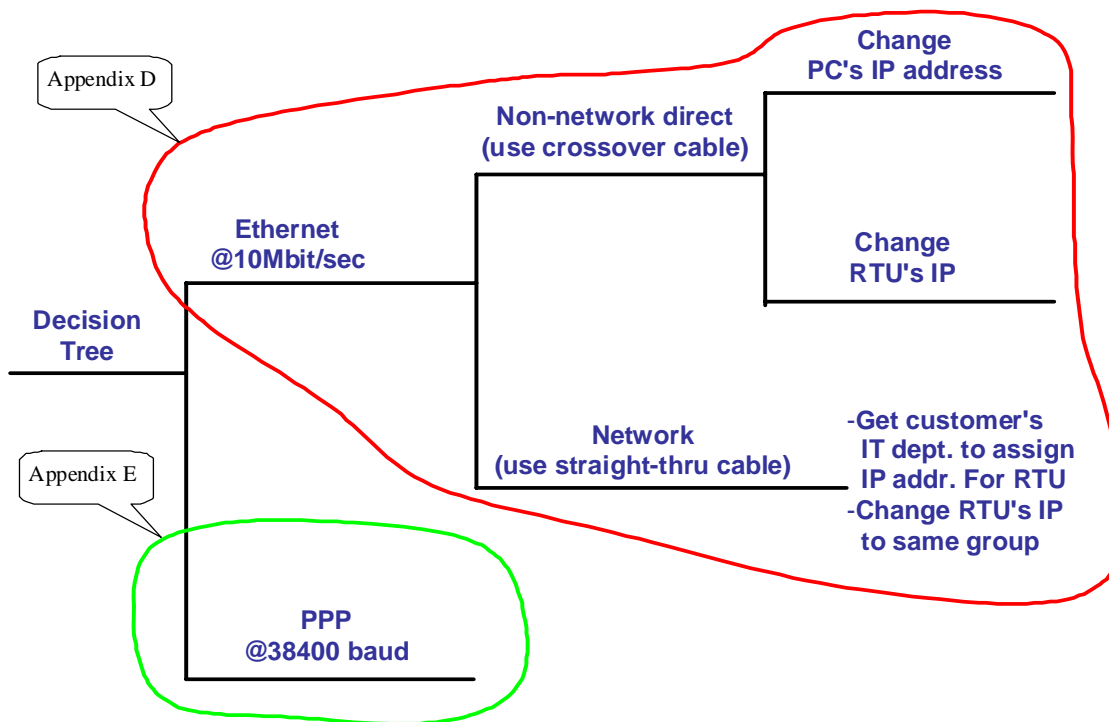 Change
PC's IP address
Appendix D
Non-network direct
(use crossover cable)
Ethernet
@10Mbit/sec
Change
RTU's IP
Decision
Tree
Network
(use straight-thru cable)
-Get customer's
IT dept. to assign
IP addr. For RTU
-Change RTU's IP
to same group
Appendix E
PPP
@38400 baud